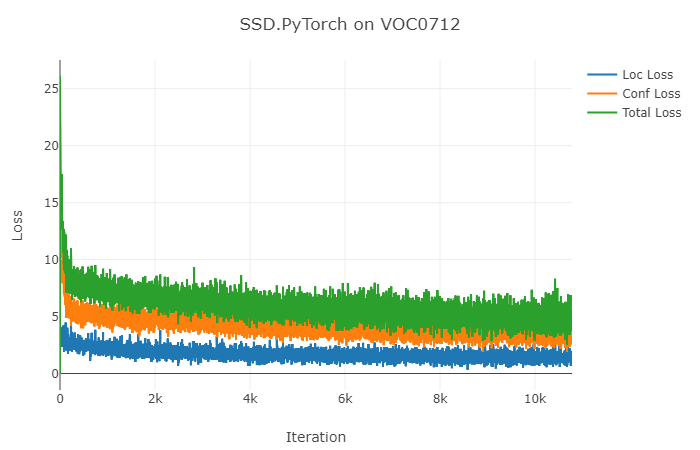 SSD.PyTorch on VOC0712
Loc Loss
Conf Loss
Total Loss
25
20
15
10
5
0
Loss
0 2k 4k 6k 8k 10k
Iteration